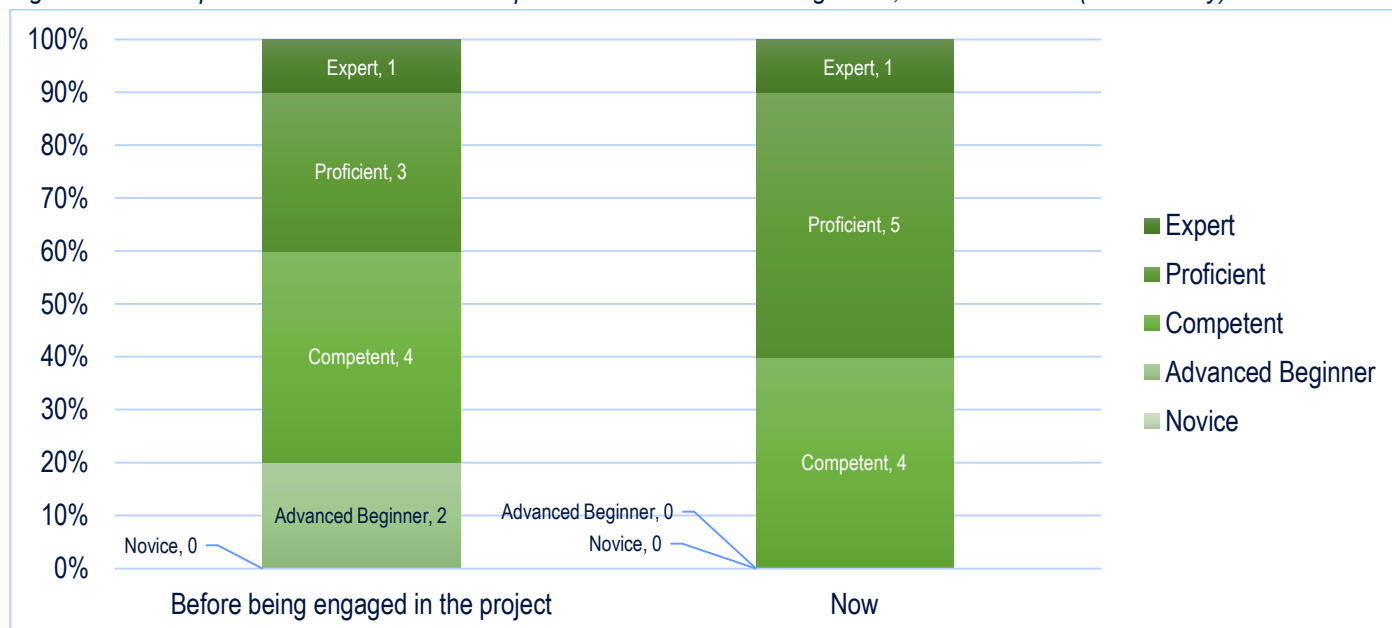 100%
90%
80%
70%
60%
50%
40%
30%
20%
10%
0%
Expert, 1
Proficient, 3
Competent, 4
Advanced Beginner, 2
Novice, 0
Expert, 1
Proficient, 5
Competent, 4
Advanced Beginner, 0
Novice, 0
Before being engaged in the project
Now
Expert
Proficient
Competent
Advanced Beginner
Novice